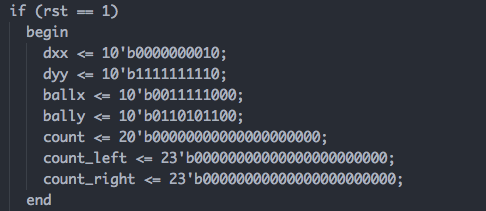 if (rst == 1)
begin
dxx <= 10'b0000000010;
dyy <= 10'b1111111110;
ballx <= 10'b0011111000;
bally <= 10'b0110101100;
count <= 20'b00000000000000000000;
count_left <= 23'b00000000000000000000000;
count_right <= 23'b00000000000000000000000;
end